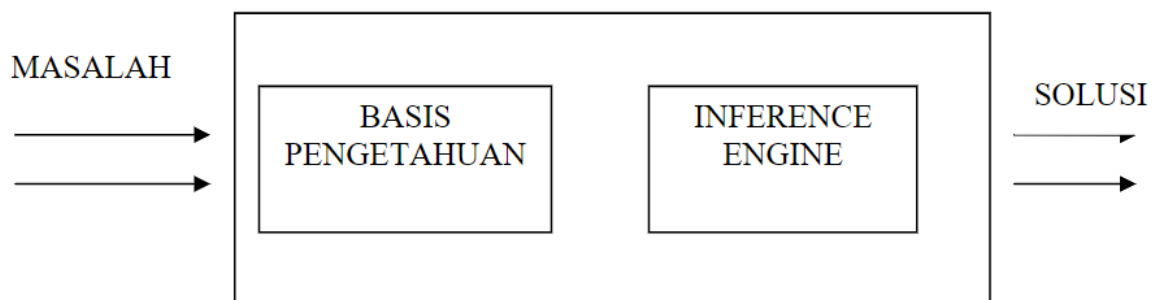 MASALAH
BASIS
PENGETAHUAN
INFERENCE
ENGINE
SOLUSI